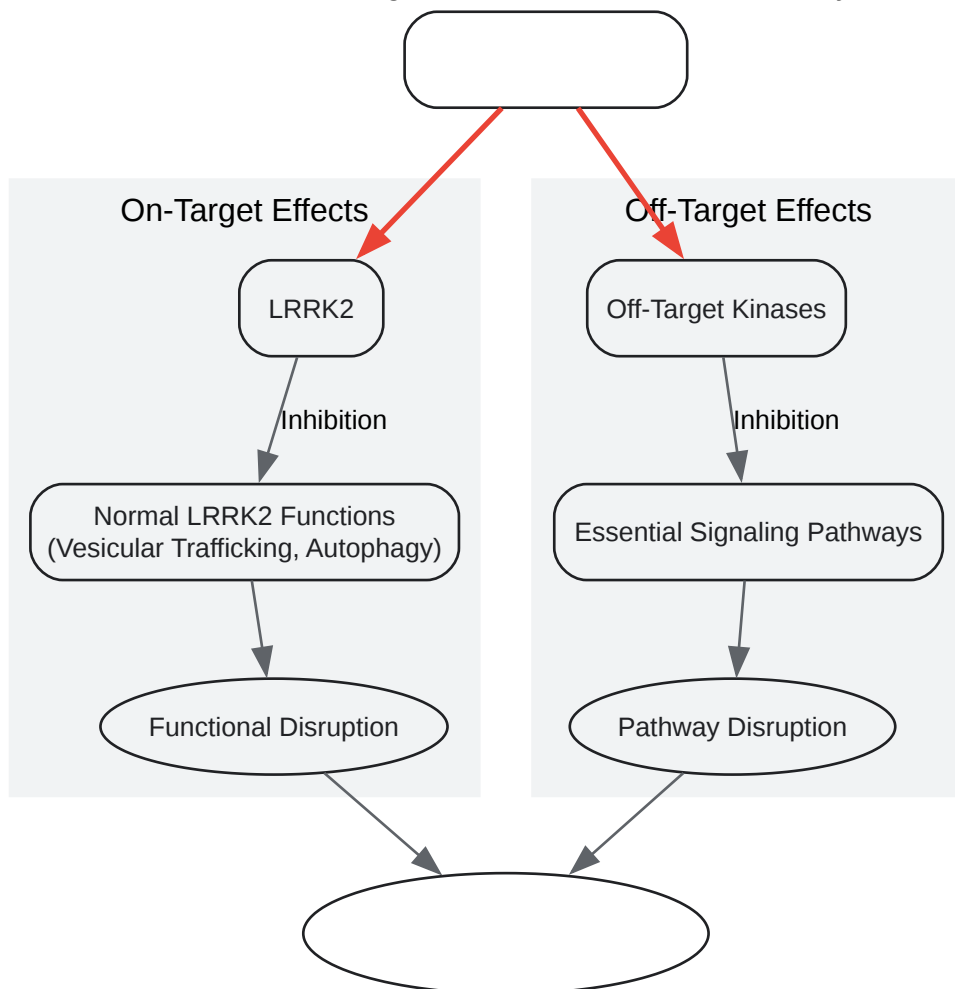 On-Target Effects
Off-Target Effects
LRRK2
Off-Target Kinases
Inhibition
Inhibition
Normal LRRK2 Functions
(Vesicular Trafficking, Autophagy)
Essential Signaling Pathways
Functional Disruption
Pathway Disruption